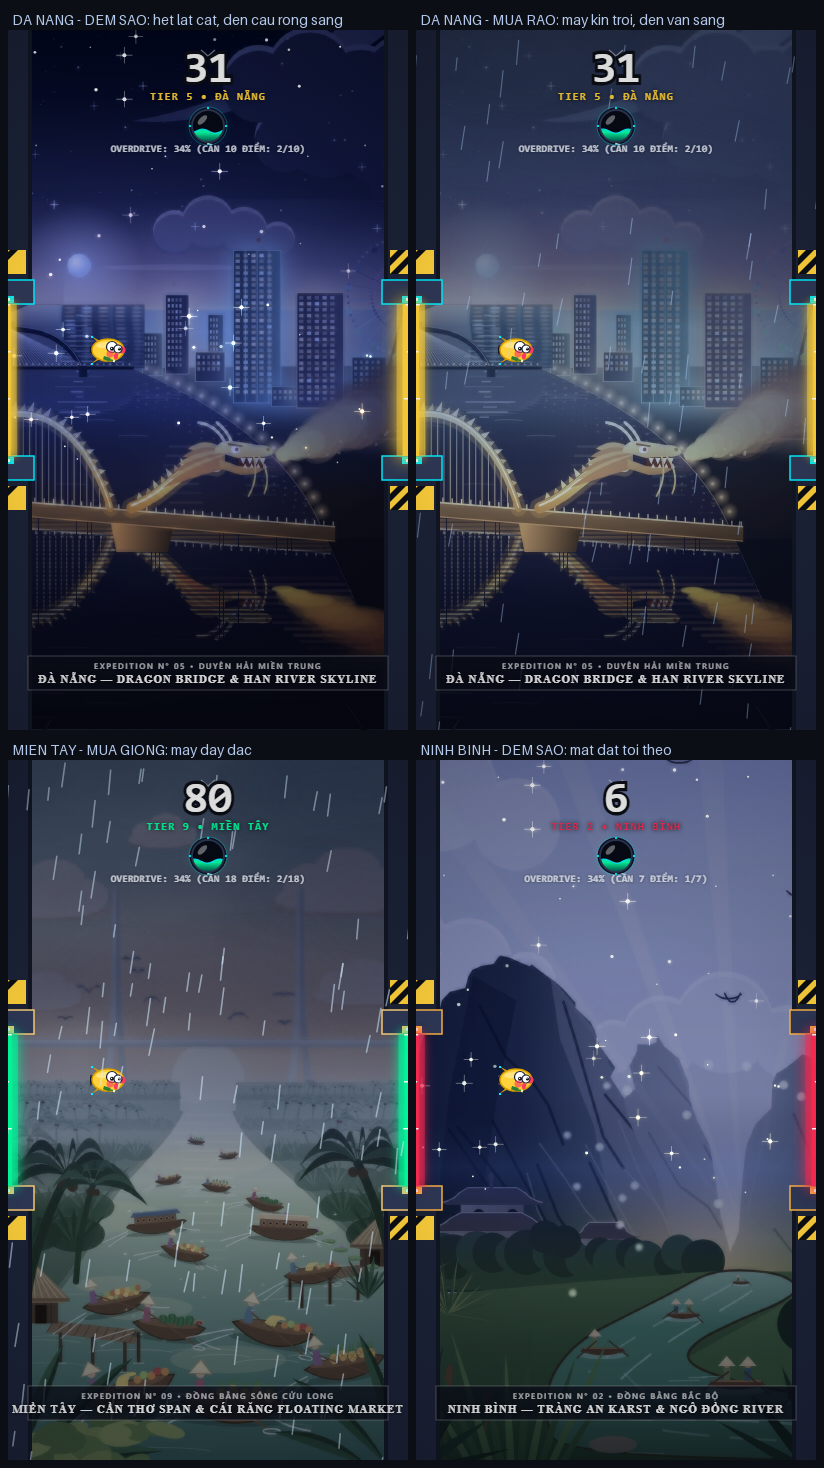 DA NANG - DEM SAO: het lat cat, den cau rong sang
31
TIER 5 • ĐÀ NẴNG
OVERDRIVE: 34% (CẦN 10 ĐIỂM: 2/10)
EXPEDITION N° 05 • DUYÊN HẢI MIỀN TRUNG
ĐÀ NẴNG — DRAGON BRIDGE & HAN RIVER SKYLINE
DA NANG - MUA RAO: may kin troi, den van sang
31
TIER 5 • ĐÀ NẴNG
OVERDRIVE: 34% (CẦN 10 ĐIỂM: 2/10)
EXPEDITION N° 05 • DUYÊN HẢI MIỀN TRUNG
ĐÀ NẴNG — DRAGON BRIDGE & HAN RIVER SKYLINE
MIEN TAY - MUA GIONG: may day dac
80
TIER 9 • MIỀN TÂY
OVERDRIVE: 34% (CẦN 18 ĐIỂM: 2/18)
EXPEDITION N° 09 • ĐỒNG BẰNG SÔNG CỬU LONG
MIỀN TÂY — CẦN THƠ SPAN & CÁI RĂNG FLOATING MARKET
NINH BINH - DEM SAO: mat dat toi theo
6
NINH BÌNH
OVERDRIVE: 34% (CẦN 7 ĐIỂM: 1/7)
EXPEDITION N° 02 • ĐỒNG BẰNG BẮC BỘ
NINH BÌNH — TRÀNG AN KARST & NGÔ ĐỒNG RIVER